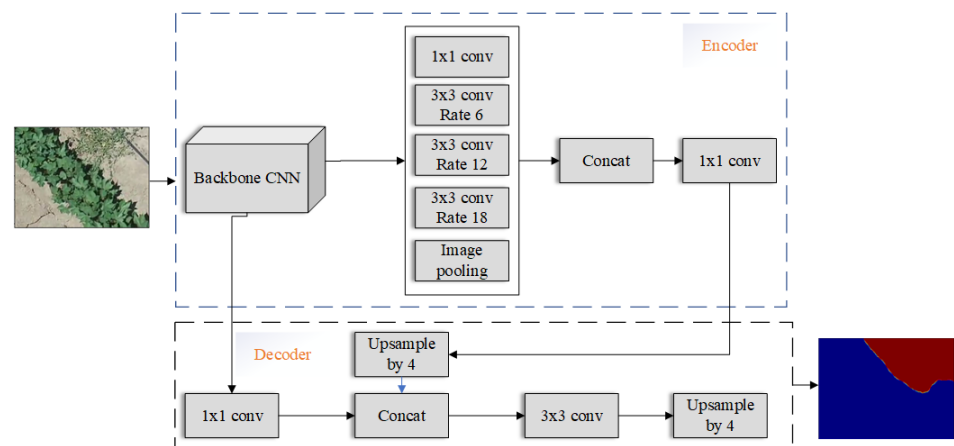 Encoder
1x1 conv
3x3 conv
Rate 6
Backbone CNN
3x3 conv
Rate 12
Concat
1x1 conv
3x3 conv
Rate 18
Image
pooling
Decoder
Upsample
by 4
1x1 conv
Concat
3x3 conv
Upsample
by 4